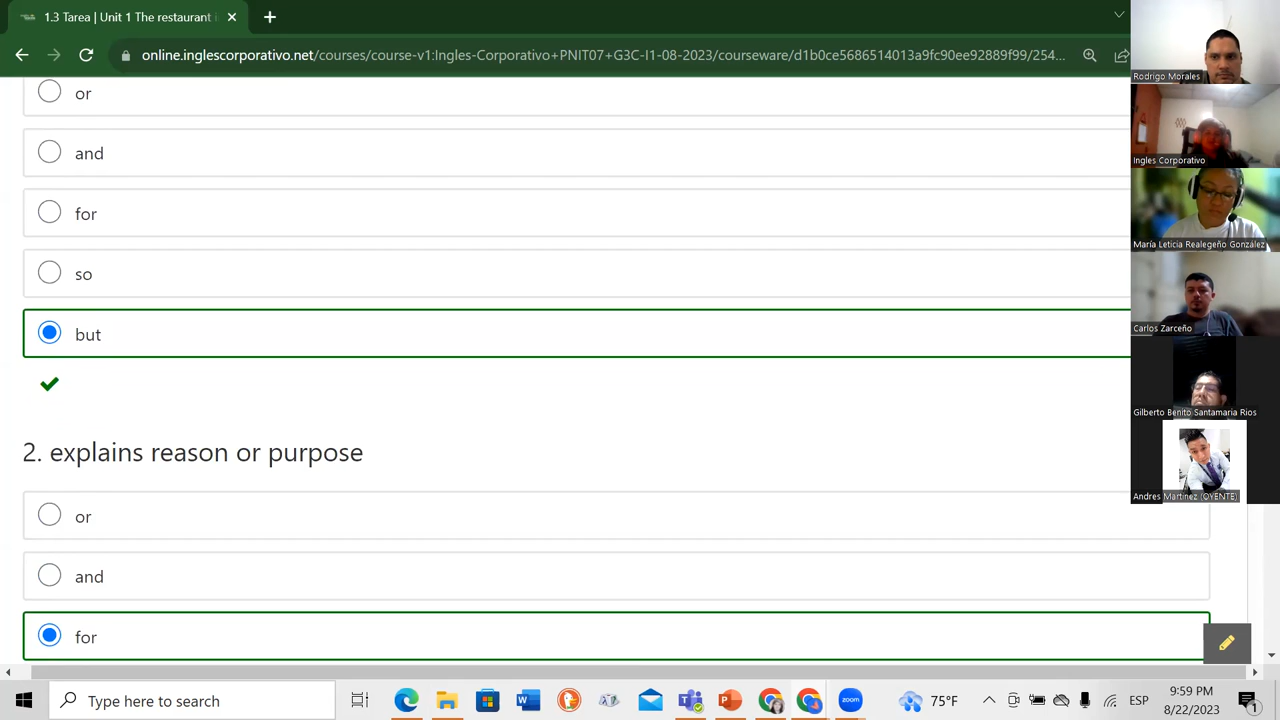 1.3 Tarea | Unit 1 The restaurant i
online.inglescorporativo.net/courses/course-v1:Ingles-Corporativo+PNIT07+G3C-I1-08-2023/courseware/d1b0ce5686514013a9fc90ee92889f99/254...
or
and
for
so
but
2. explains reason or purpose
or
and
for
Rodrigo Morales
Ingles Corporativo
María Leticia Realegeño González
Carlos Zarceño
Gilberto Benito Santamaria Rios
Andres Martinez (OYENTE)
Type here to search
75°F
ESP
9:59 PM
8/22/2023
1